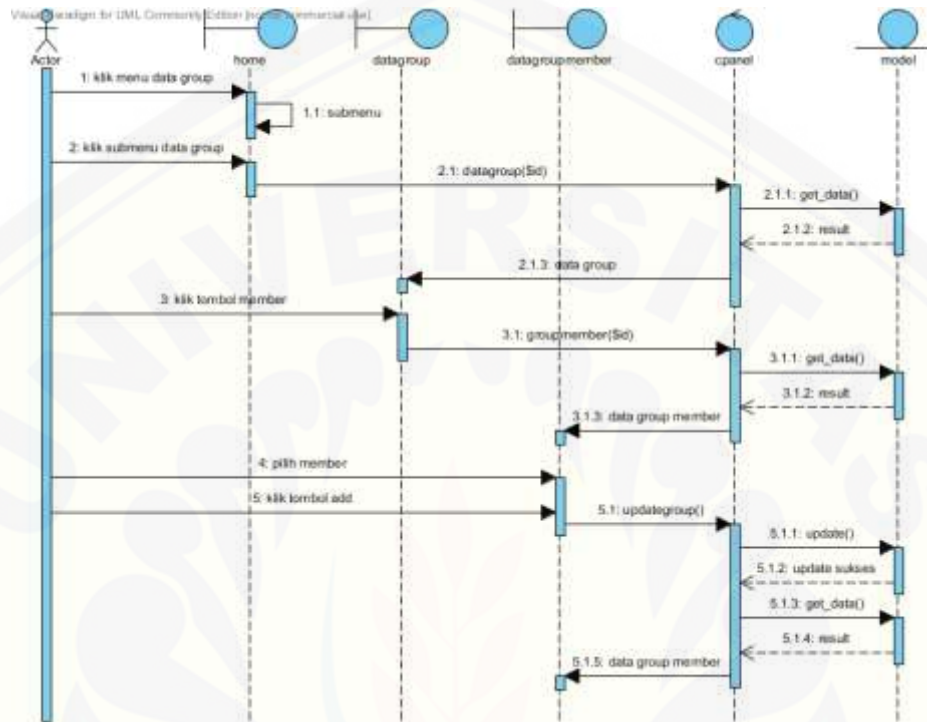 Visual Paradigm for UML Community Edition [not for commercial use]
Actor
home
datagroup
datagroupmember
cpanel
model
1: klik menu data group
1.1: submenu
2: klik submenu data group
2.1: datagroup($id)
2.1.1: get_data()
2.1.2: result
2.1.3: data group
3: klik tombol member
3.1: groupmember($id)
3.1.1: get_data()
3.1.2: result
3.1.3: data group member
4: pilih member
5: klik tombol add
5.1: updategroup()
5.1.1: update()
5.1.2: update sukses
5.1.3: get_data()
5.1.4: result
5.1.5: data group member
UNIVERSITAS